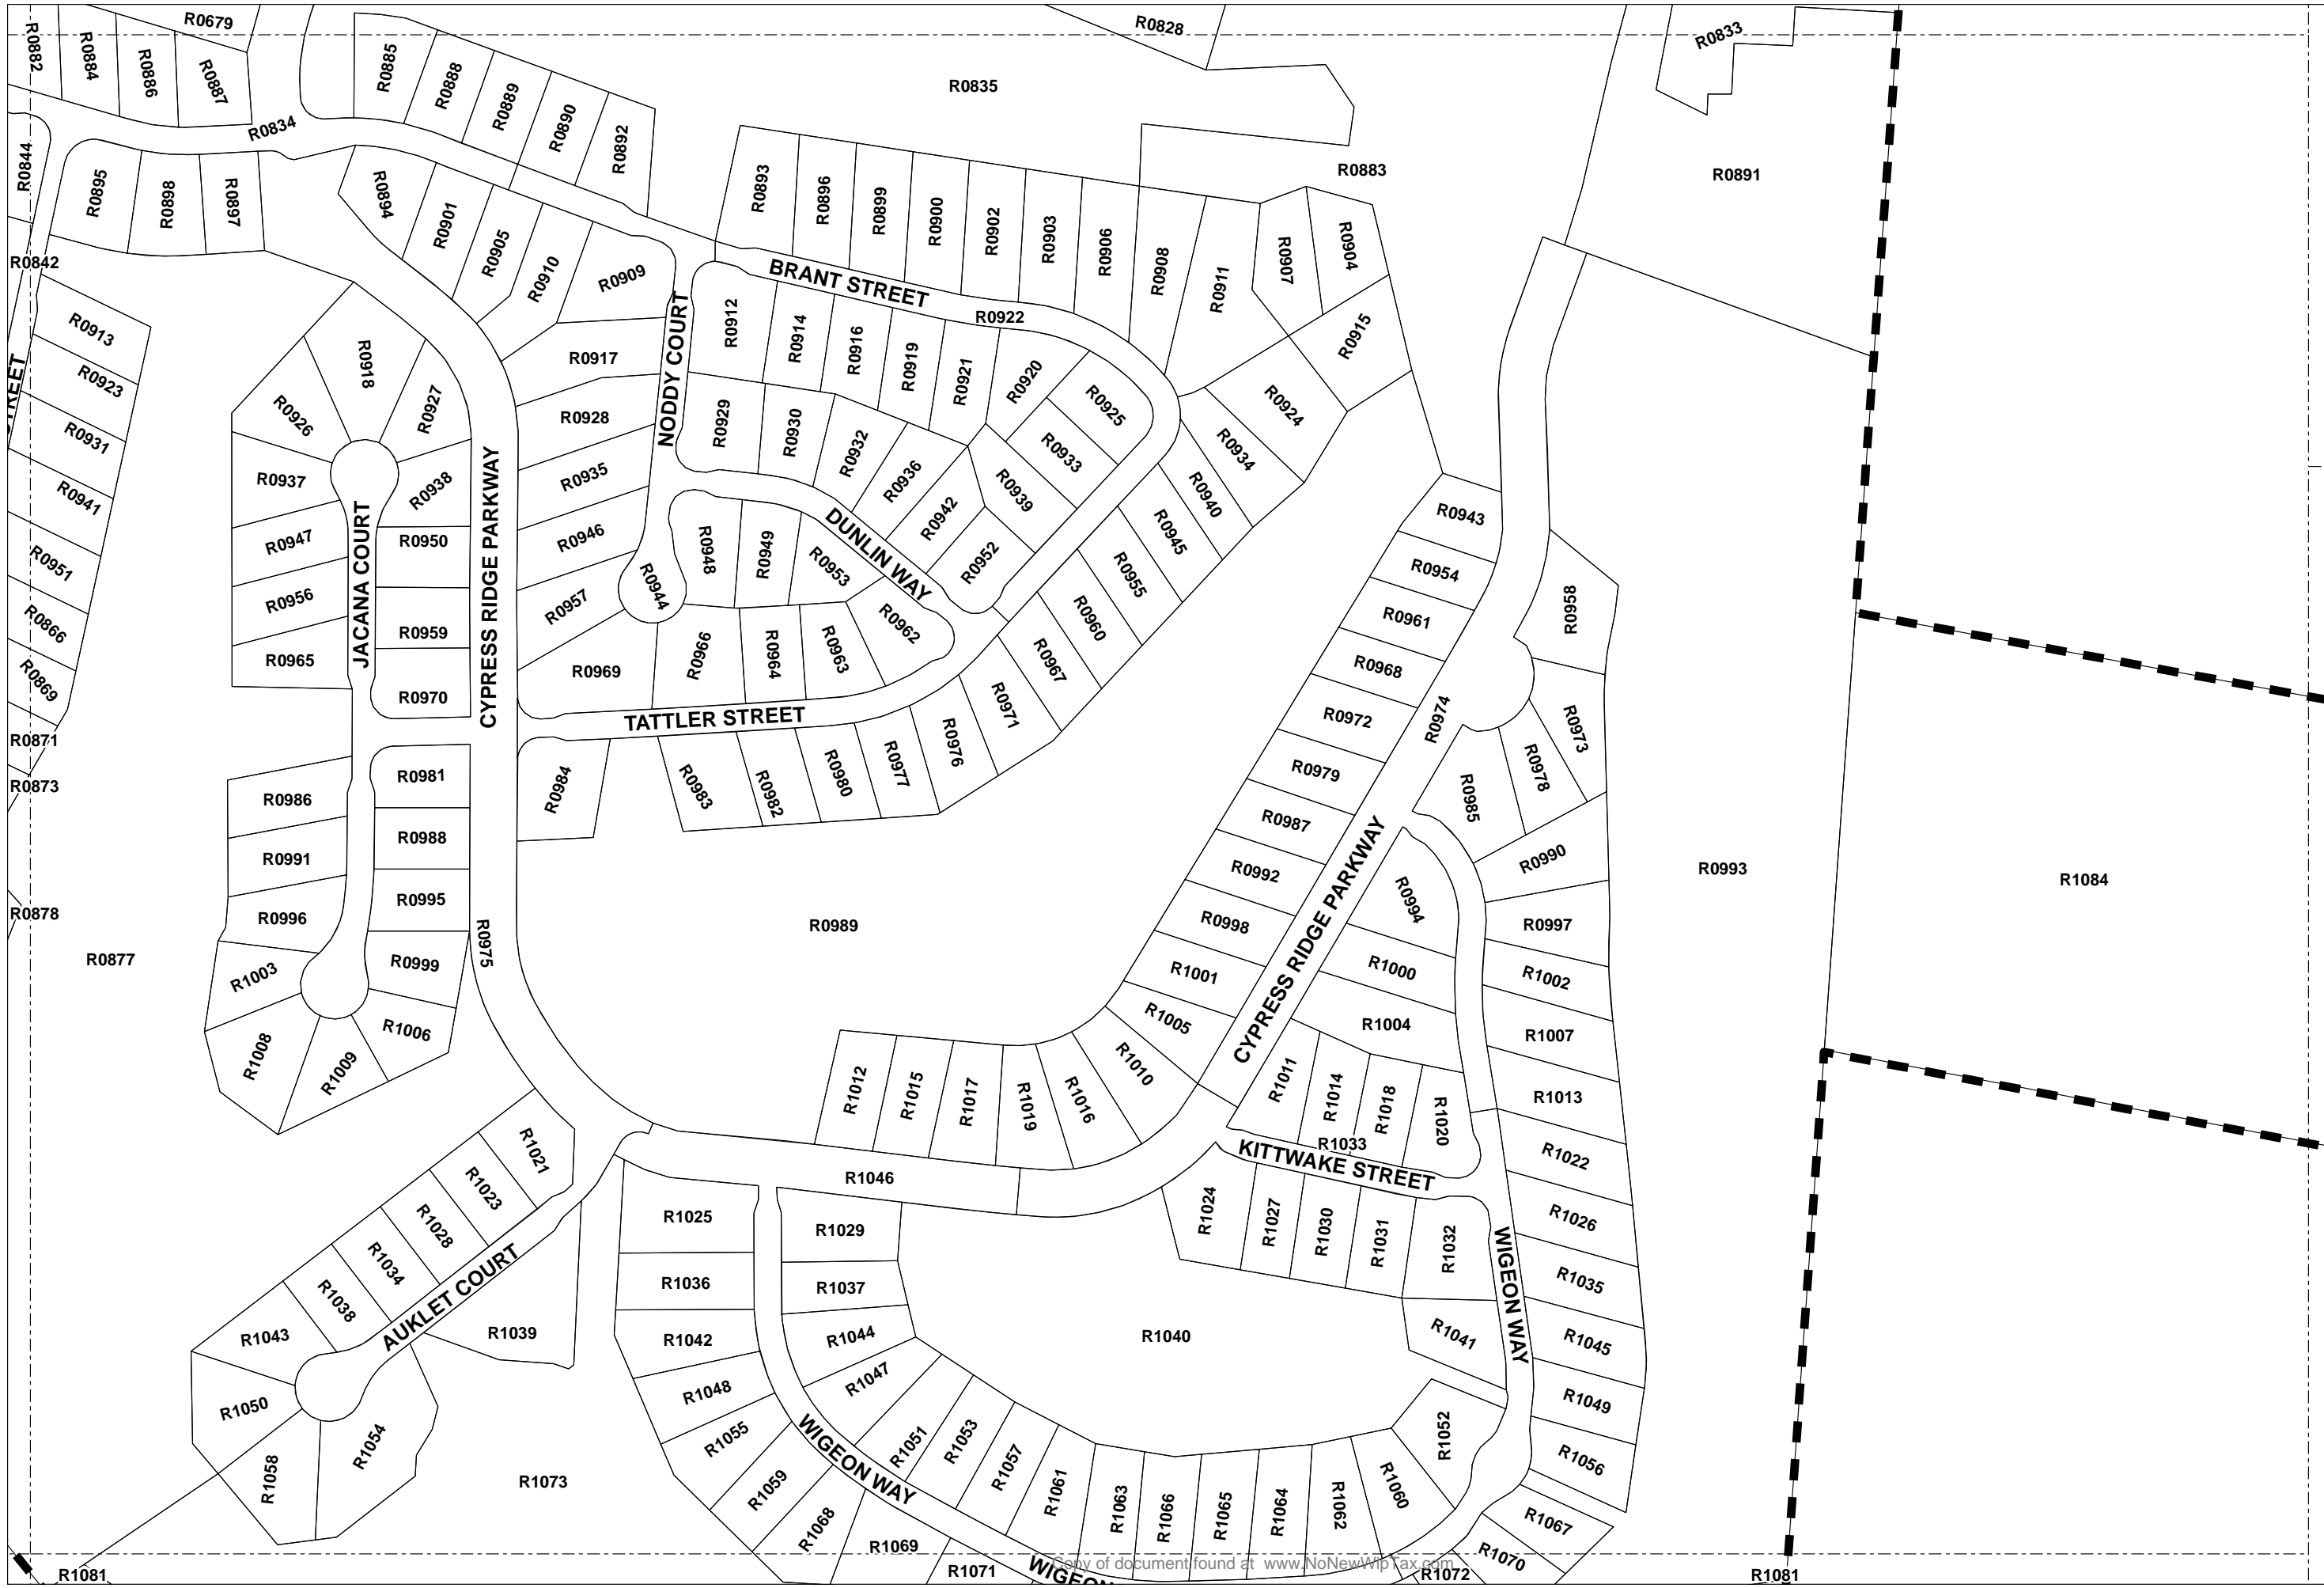 R0882
R0884
R0886
R0887
R0679
R0885
R0888
R0889
R0890
R0892
R0828
R0833
R0835
R0834
R0844
R0895
R0898
R0897
R0894
R0901
R0905
R0910
R0909
R0893
R0896
R0899
R0900
R0902
R0903
R0906
R0908
R0911
R0907
R0904
R0883
R0891
R0842
R0913
R0923
R0931
R0941
R0951
R0866
R0869
R0871
R0873
R0878
R0877
BRANT STREET
R0922
NODDY COURT
R0912
R0914
R0916
R0919
R0921
R0920
R0925
R0915
R0924
R0934
R0917
R0918
R0927
R0926
R0928
R0929
R0930
R0932
R0936
R0933
R0939
R0940
R0937
R0938
R0935
R0942
R0945
R0943
R0947
R0950
JACANA COURT
CYPRESS RIDGE PARKWAY
R0946
R0944
R0948
R0949
R0953
DUNLIN WAY
R0952
R0955
R0954
R0956
R0959
R0957
R0962
R0960
R0961
R0958
R0965
R0970
R0969
R0966
R0964
R0963
R0967
R0968
R0971
R0972
R0974
R0973
TATTLER STREET
R0976
R0977
R0980
R0982
R0983
R0984
R0978
R0985
R0979
R0981
R0986
R0988
R0987
R0991
R0990
R0992
R0993
R1084
R0995
R0996
R0975
R0989
R0994
R0998
R0997
CYPRESS RIDGE PARKWAY
R0999
R1003
R1001
R1000
R1002
R1006
R1008
R1009
R1005
R1004
R1007
R1012
R1015
R1017
R1019
R1016
R1010
R1011
R1014
R1018
R1020
R1013
R1021
R1023
R1028
R1034
R1038
R1043
R1033
KITTWAKE STREET
R1022
R1046
R1025
R1029
R1024
R1027
R1030
R1031
R1032
R1026
AUKLET COURT
R1039
R1036
R1037
R1035
WIGEON WAY
R1042
R1044
R1040
R1041
R1045
R1050
R1054
R1058
R1048
R1047
R1049
R1055
R1051
R1053
R1057
R1052
R1056
WIGEON WAY
R1059
R1061
R1063
R1066
R1065
R1064
R1062
R1060
R1073
R1068
R1067
R1069
R1070
R1071
R1072
R1081
R1081
Copy of document found at www.NoNewWipTax.com